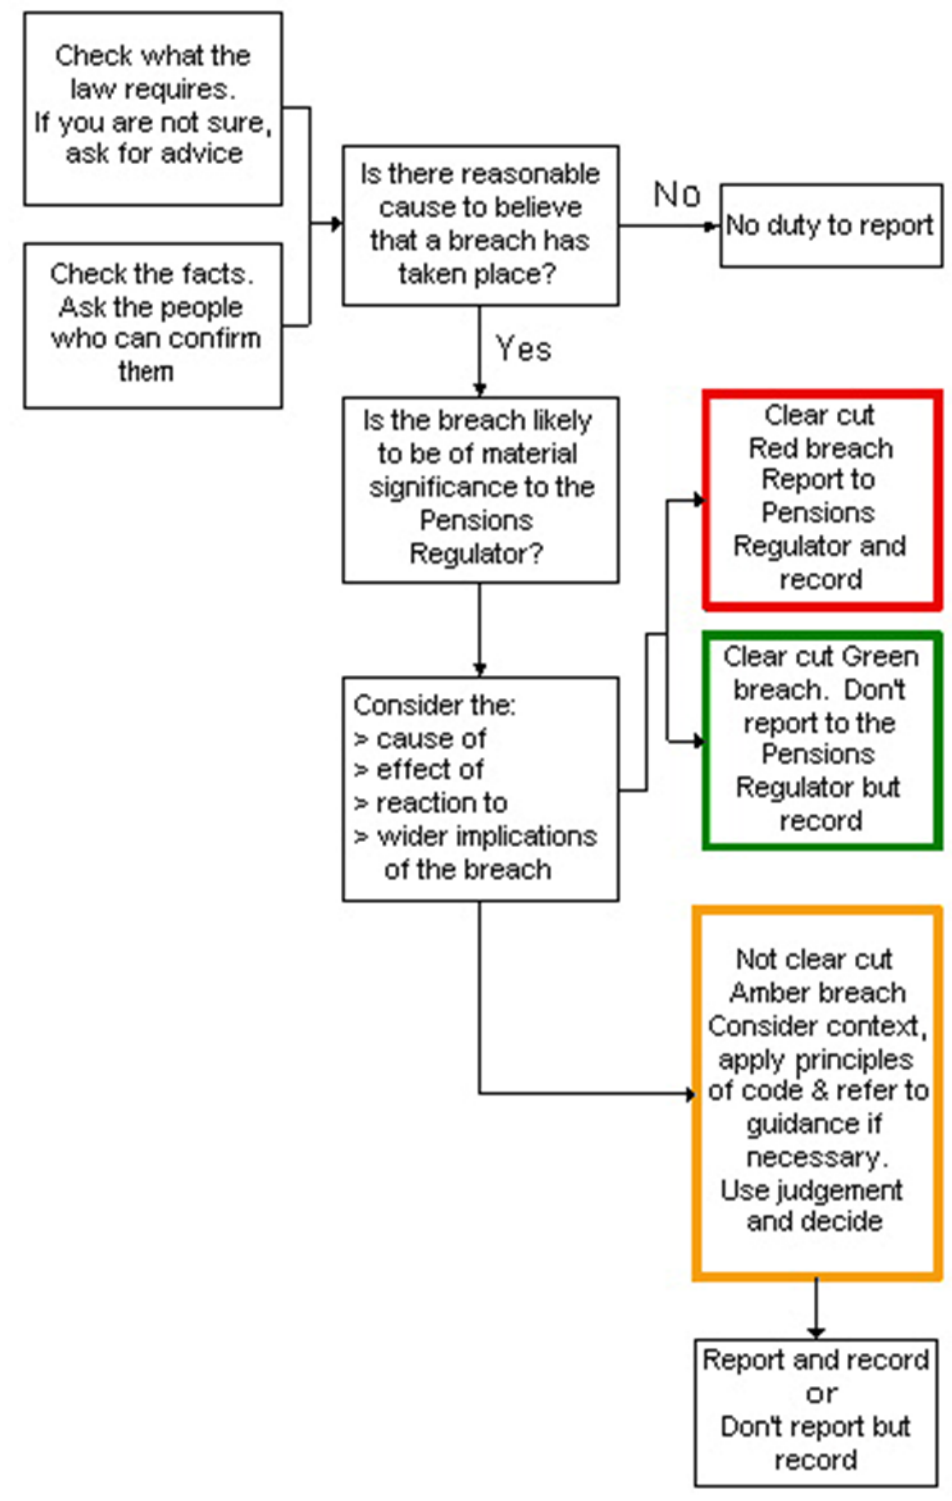 Check what the
law requires.
If you are not sure,
ask for advice
Check the facts.
Ask the people
who can confirm
them
Is there reasonable
cause to believe
that a breach has
taken place?
No
No duty to report
Yes
Is the breach likely
to be of material
significance to the
Pensions
Regulator?
Clear cut
Red breach
Report to
Pensions
Regulator and
record
Clear cut Green
breach. Don't
report to the
Pensions
Regulator but
record
Consider the:
> cause of
> effect of
> reaction to
> wider implications
of the breach
Not clear cut
Amber breach
Consider context,
apply principles
of code & refer to
guidance if
necessary.
Use judgement
and decide
Report and record
or
Don't report but
record